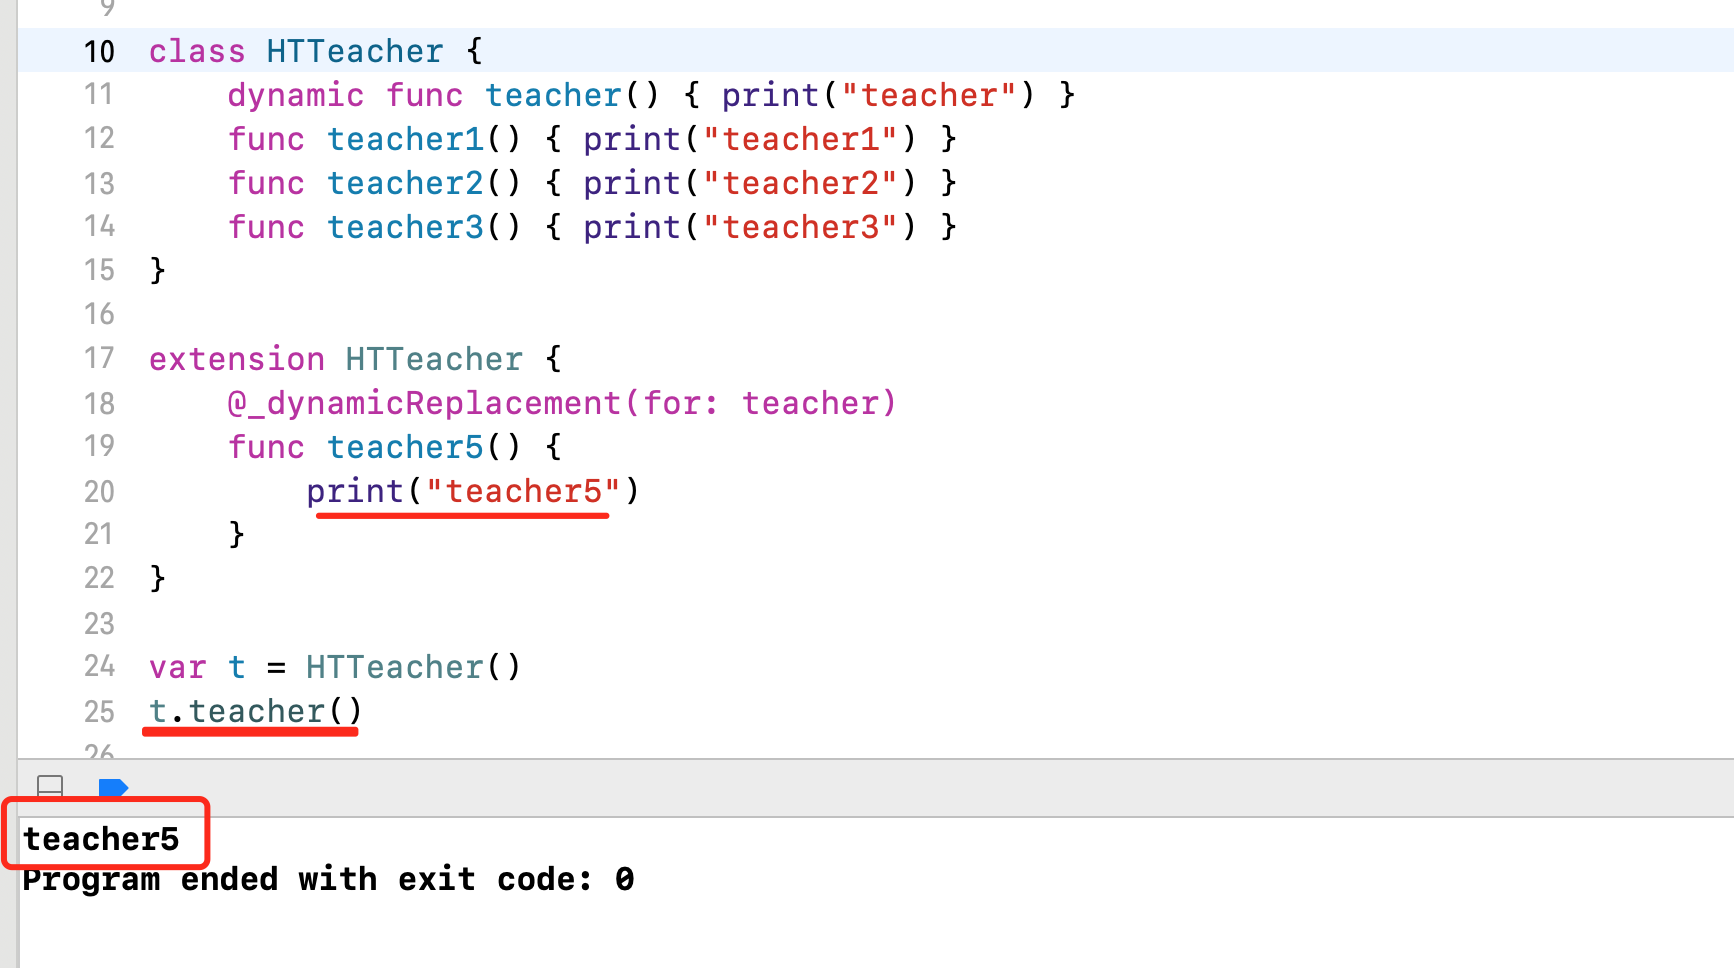 9
10 class HTTeacher {
11     dynamic func teacher() { print("teacher") }
12     func teacher1() { print("teacher1") }
13     func teacher2() { print("teacher2") }
14     func teacher3() { print("teacher3") }
15 }
16
17 extension HTTeacher {
18     @_dynamicReplacement(for: teacher)
19     func teacher5() {
20         print("teacher5")
21     }
22 }
23
24 var t = HTTeacher()
25 t.teacher()
26
teacher5
Program ended with exit code: 0